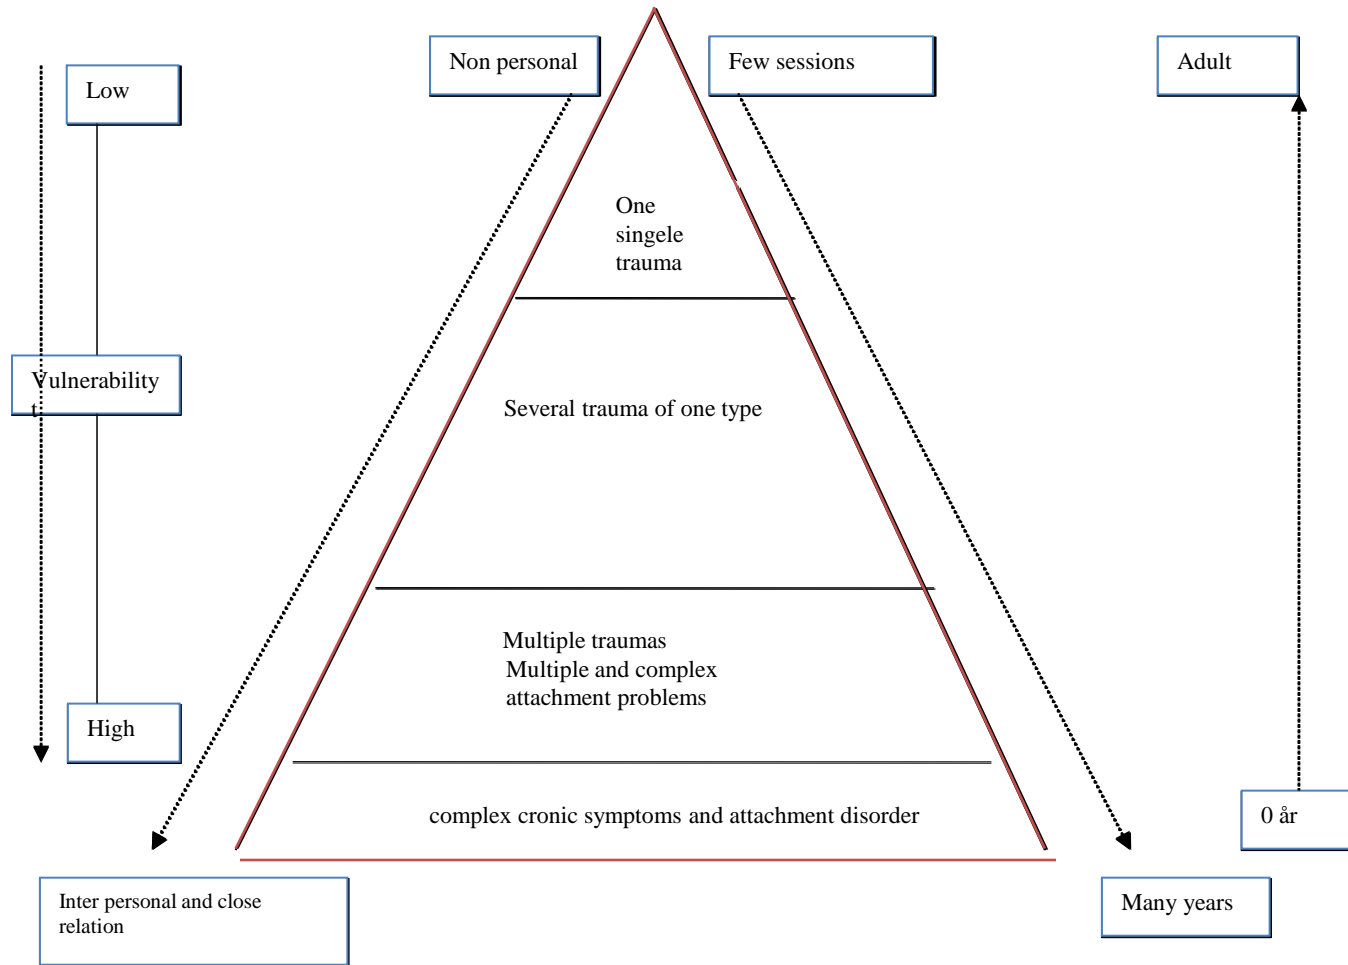 Non personal
Few sessions
Adult
Low
One
singele
trauma
Vulnerability
t
Several trauma of one type
Multiple traumas
Multiple and complex
attachment problems
High
complex cronic symptoms and attachment disorder
0 år
Inter personal and close
relation
Many years